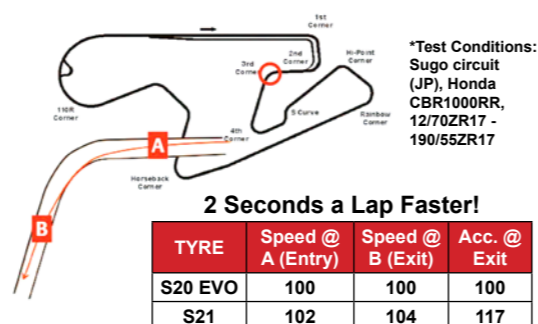 1st
Corner
2nd
Corner
3rd
Corner
Hi-Point
Corner
*Test Conditions:
Sugo circuit
(JP), Honda
CBR1000RR,
12/70ZR17 -
190/55ZR17
110R
Corner
S Curve
Rainbow
Corner
4th
Corner
A
Horseback
Corner
B
2 Seconds a Lap Faster!
TYRE Speed @ A (Entry) Speed @ B (Exit) Acc. @ Exit
S20 EVO 100 100 100
S21 102 104 117